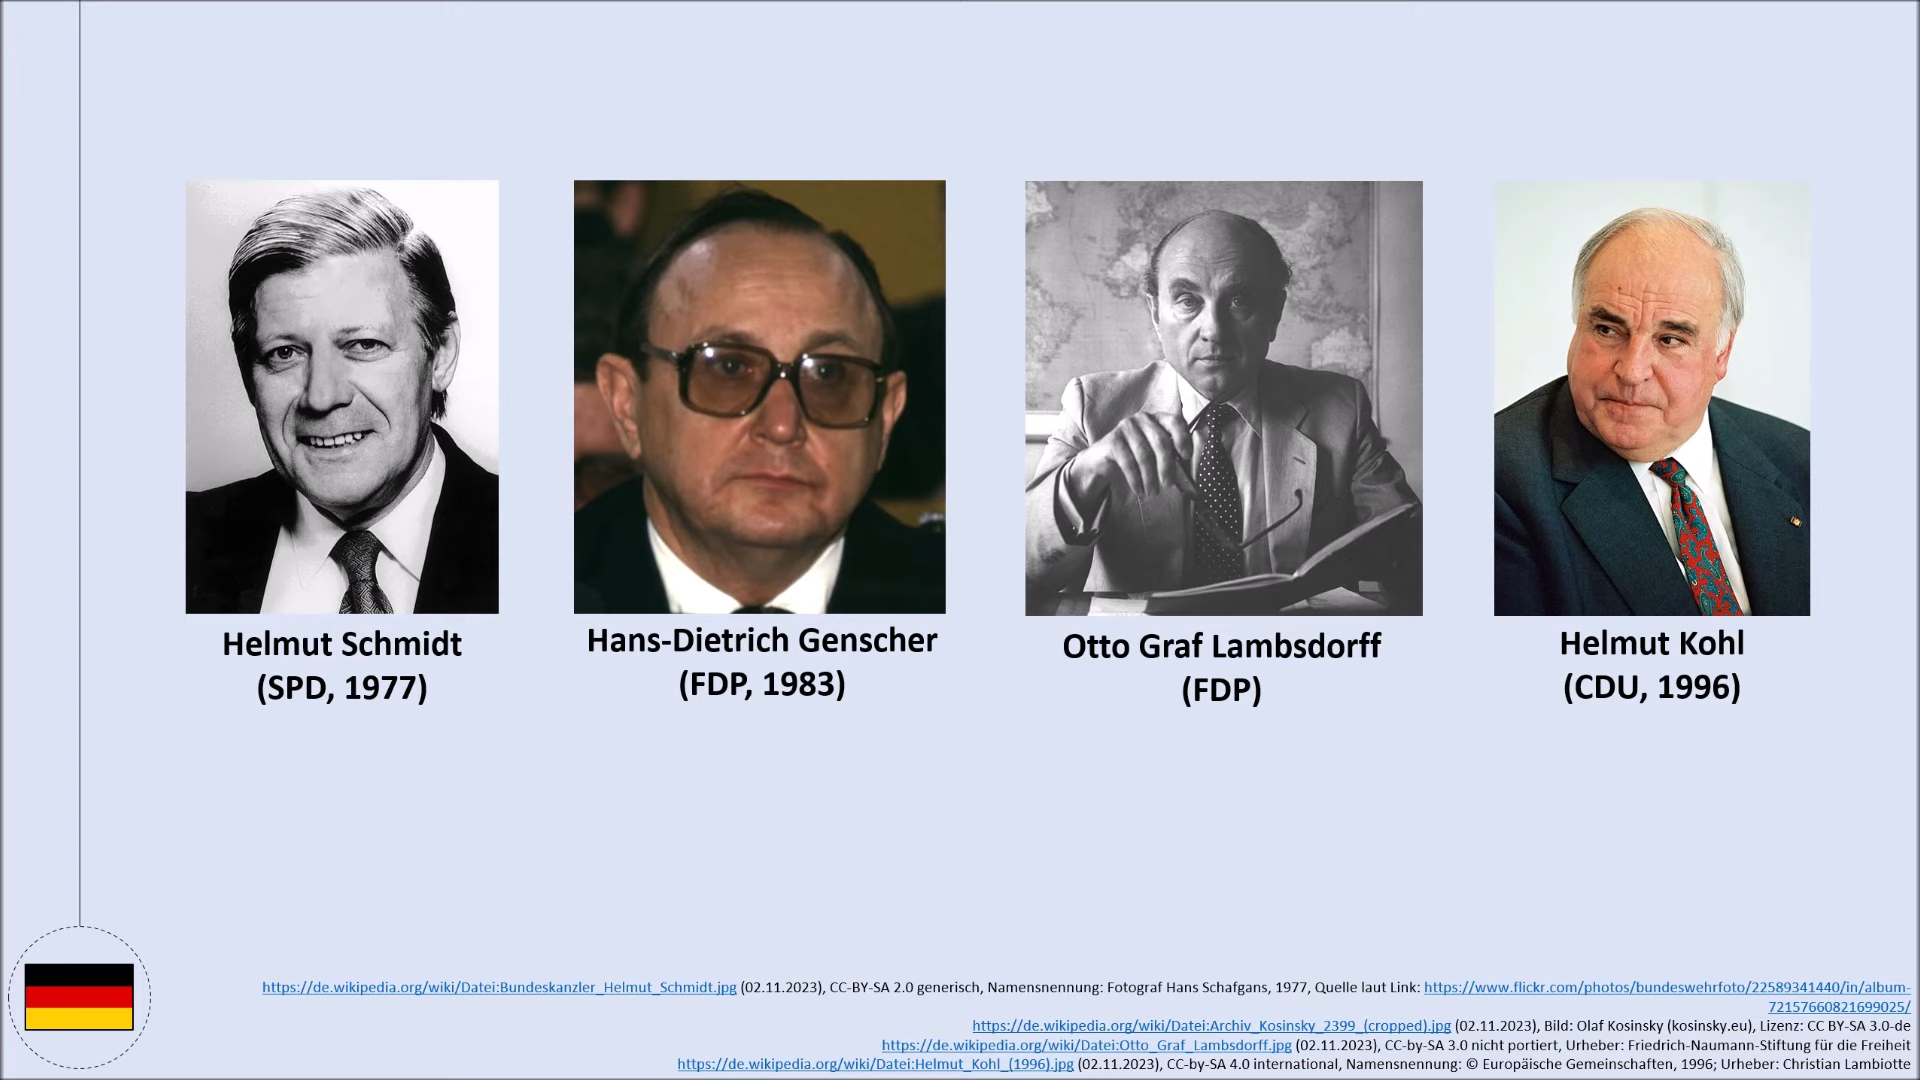 Helmut Schmidt
(SPD, 1977)
Hans-Dietrich Genscher
(FDP, 1983)
Otto Graf Lambsdorff
(FDP)
Helmut Kohl
(CDU, 1996)
https://de.wikipedia.org/wiki/Datei:Bundeskanzler_Helmut_Schmidt.jpg (02.11.2023), CC-BY-SA 2.0 generisch, Namensnennung: Fotograf Hans Schafgans, 1977, Quelle laut Link: https://www.flickr.com/photos/bundeswehrfoto/22589341440/in/album-
72157660821699025/
https://de.wikipedia.org/wiki/Datei:Archiv_Kosinsky_2399_(cropped).jpg (02.11.2023), Bild: Olaf Kosinsky (kosinsky.eu), Lizenz: CC BY-SA 3.0-de
https://de.wikipedia.org/wiki/Datei:Otto_Graf_Lambsdorff.jpg (02.11.2023), CC-by-SA 3.0 nicht portiert, Urheber: Friedrich-Naumann-Stiftung für die Freiheit
https://de.wikipedia.org/wiki/Datei:Helmut_Kohl_(1996).jpg (02.11.2023), CC-by-SA 4.0 international, Namensnennung: © Europäische Gemeinschaften, 1996; Urheber: Christian Lambiotte